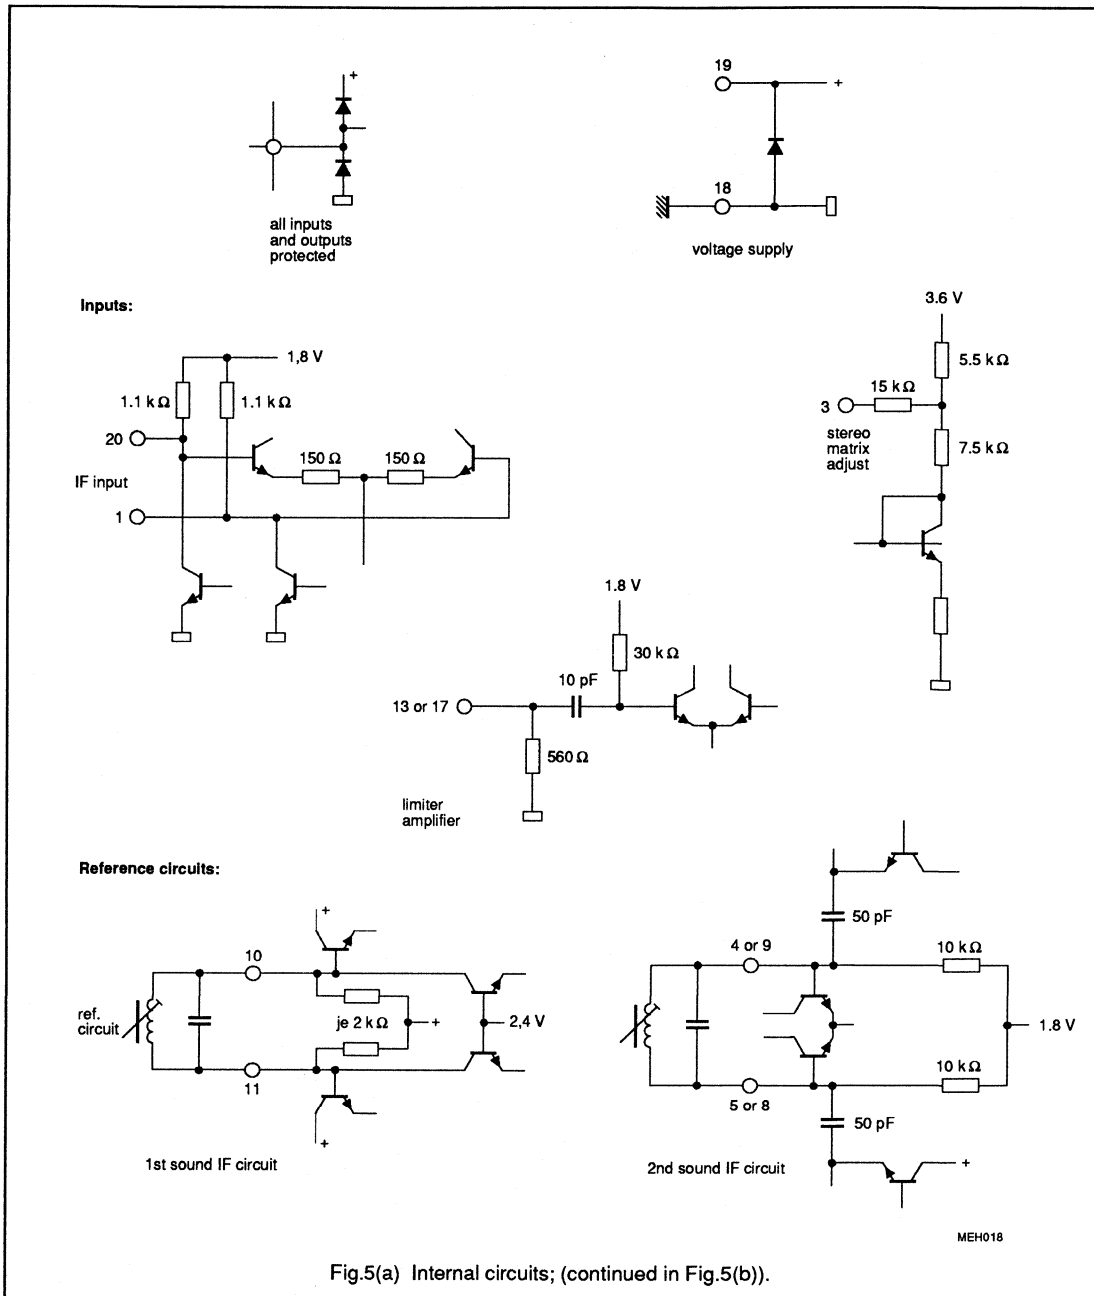 +
all inputs
and outputs
protected
19
+
18
voltage supply
Inputs:
1,8 V
1.1 kΩ
1.1 kΩ
20
150 Ω
150 Ω
IF input
1
3.6 V
5.5 kΩ
15 kΩ
3
stereo
matrix
adjust
7.5 kΩ
1.8 V
30 kΩ
10 pF
13 or 17
560 Ω
limiter
amplifier
Reference circuits:
+
10
ref.
circuit
je 2 kΩ
+
2,4 V
11
+
1st sound IF circuit
50 pF
4 or 9
10 kΩ
1.8 V
10 kΩ
5 or 8
50 pF
+
2nd sound IF circuit
MEH018
Fig.5(a) Internal circuits; (continued in Fig.5(b)).